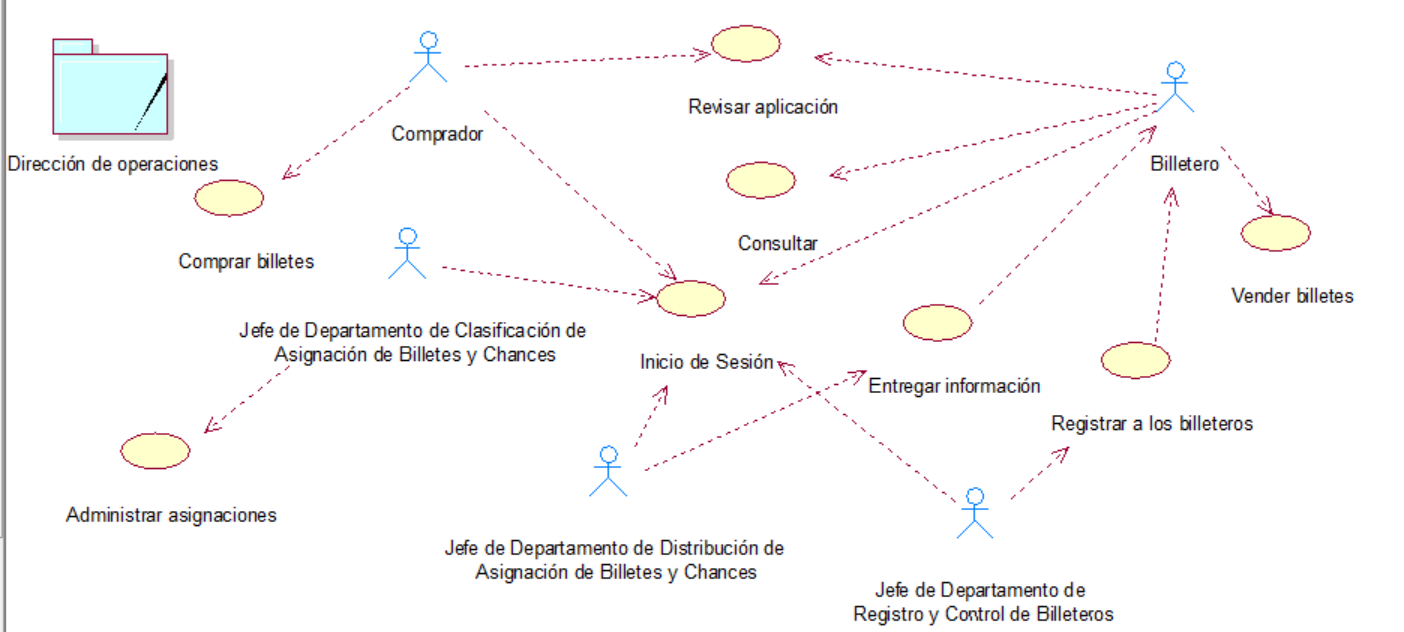 Revisar aplicación
Comprador
Dirección de operaciones
Billetero
Consultar
Comprar billetes
Vender billetes
Jefe de Departamento de Clasificación de
Asignación de Billetes y Chances
Inicio de Sesión
Entregar información
Registrar a los billeteros
Administrar asignaciones
Jefe de Departamento de Distribución de
Asignación de Billetes y Chances
Jefe de Departamento de
Registro y Control de Billeteros